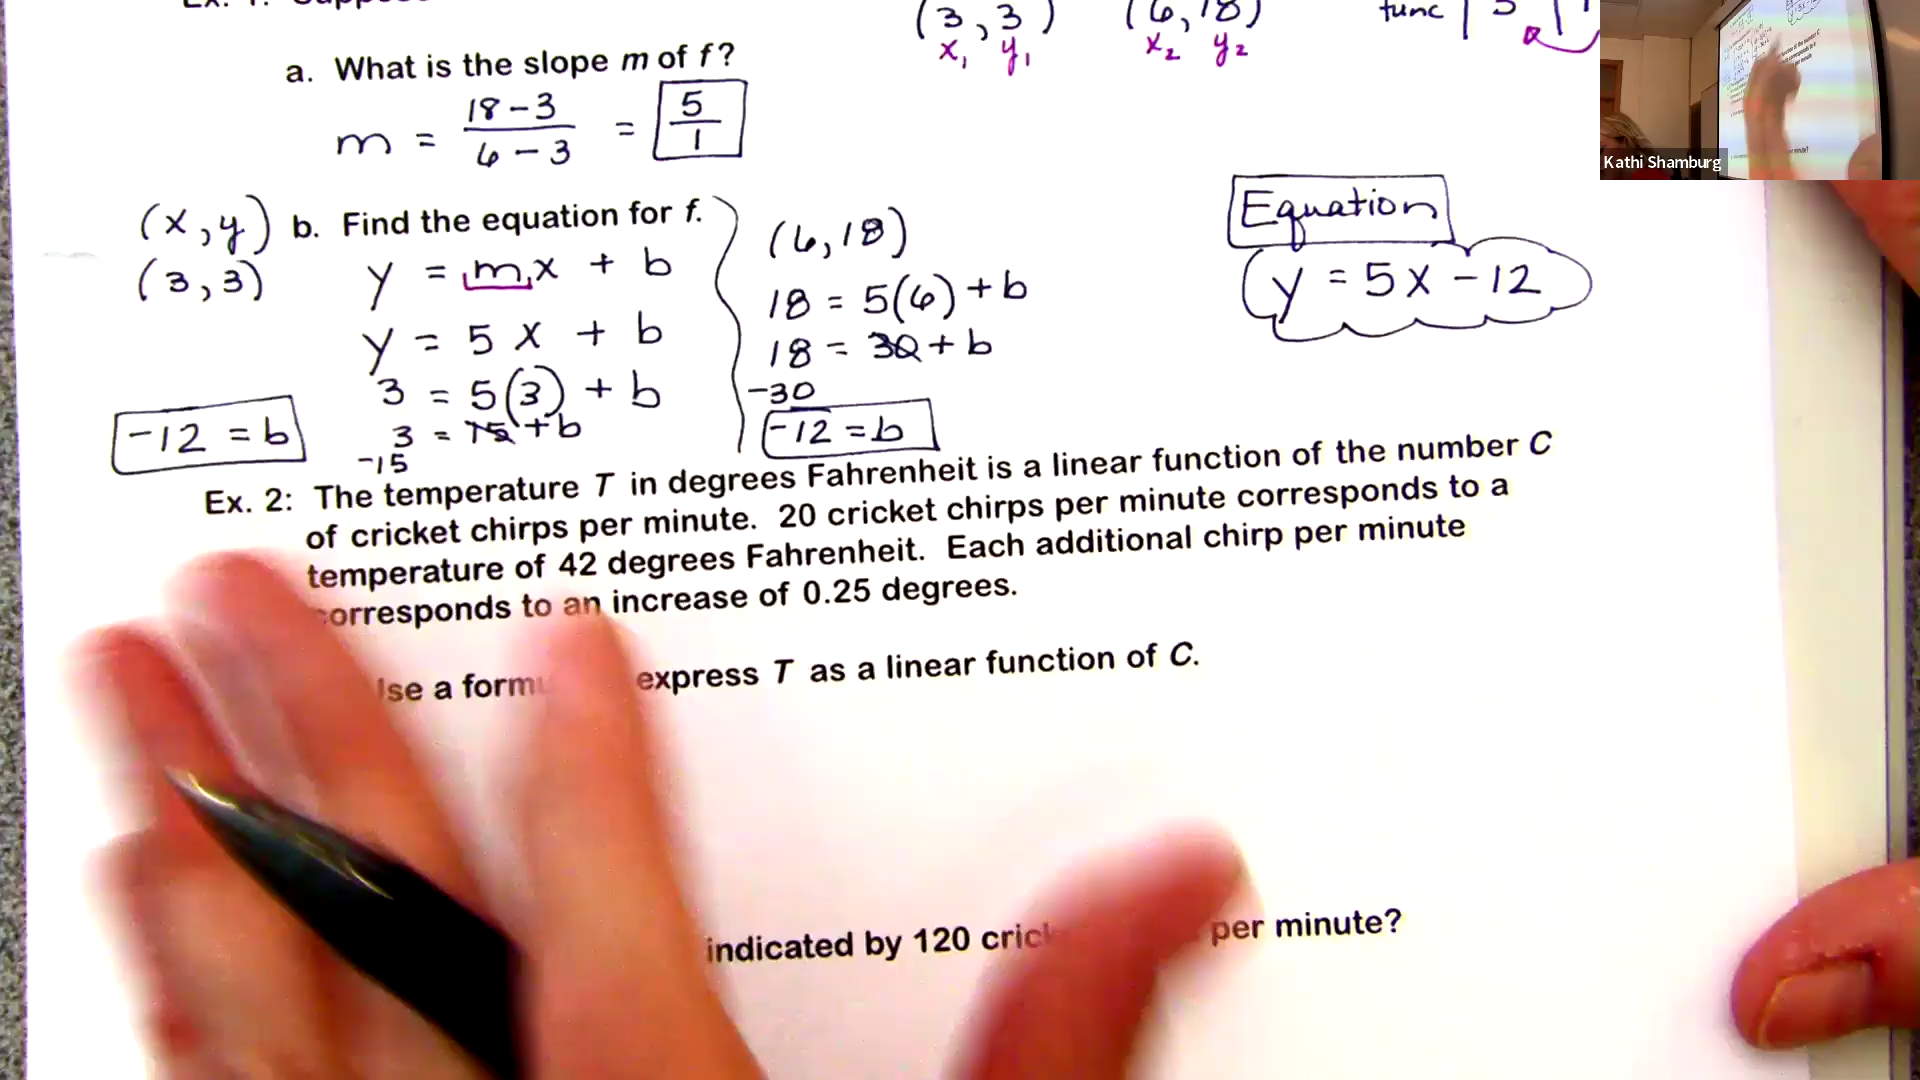 (3,3) (6,18) func 3
x₁ y₁ x₂ y₂
a. What is the slope m of f?
m = 18-3 / 6-3 = 5/1
Kathi Shamburg
(x,y) b. Find the equation for f.
(3,3)
y = mx + b
y = 5x + b
3 = 5(3) + b
3 = 15 + b
-15
-12 = b
(6,18)
18 = 5(6) + b
18 = 30 + b
-30
-12 = b
Equation
y = 5x - 12
Ex. 2: The temperature T in degrees Fahrenheit is a linear function of the number C
of cricket chirps per minute. 20 cricket chirps per minute corresponds to a
temperature of 42 degrees Fahrenheit. Each additional chirp per minute
corresponds to an increase of 0.25 degrees.
express T as a linear function of C.
indicated by 120 per minute?